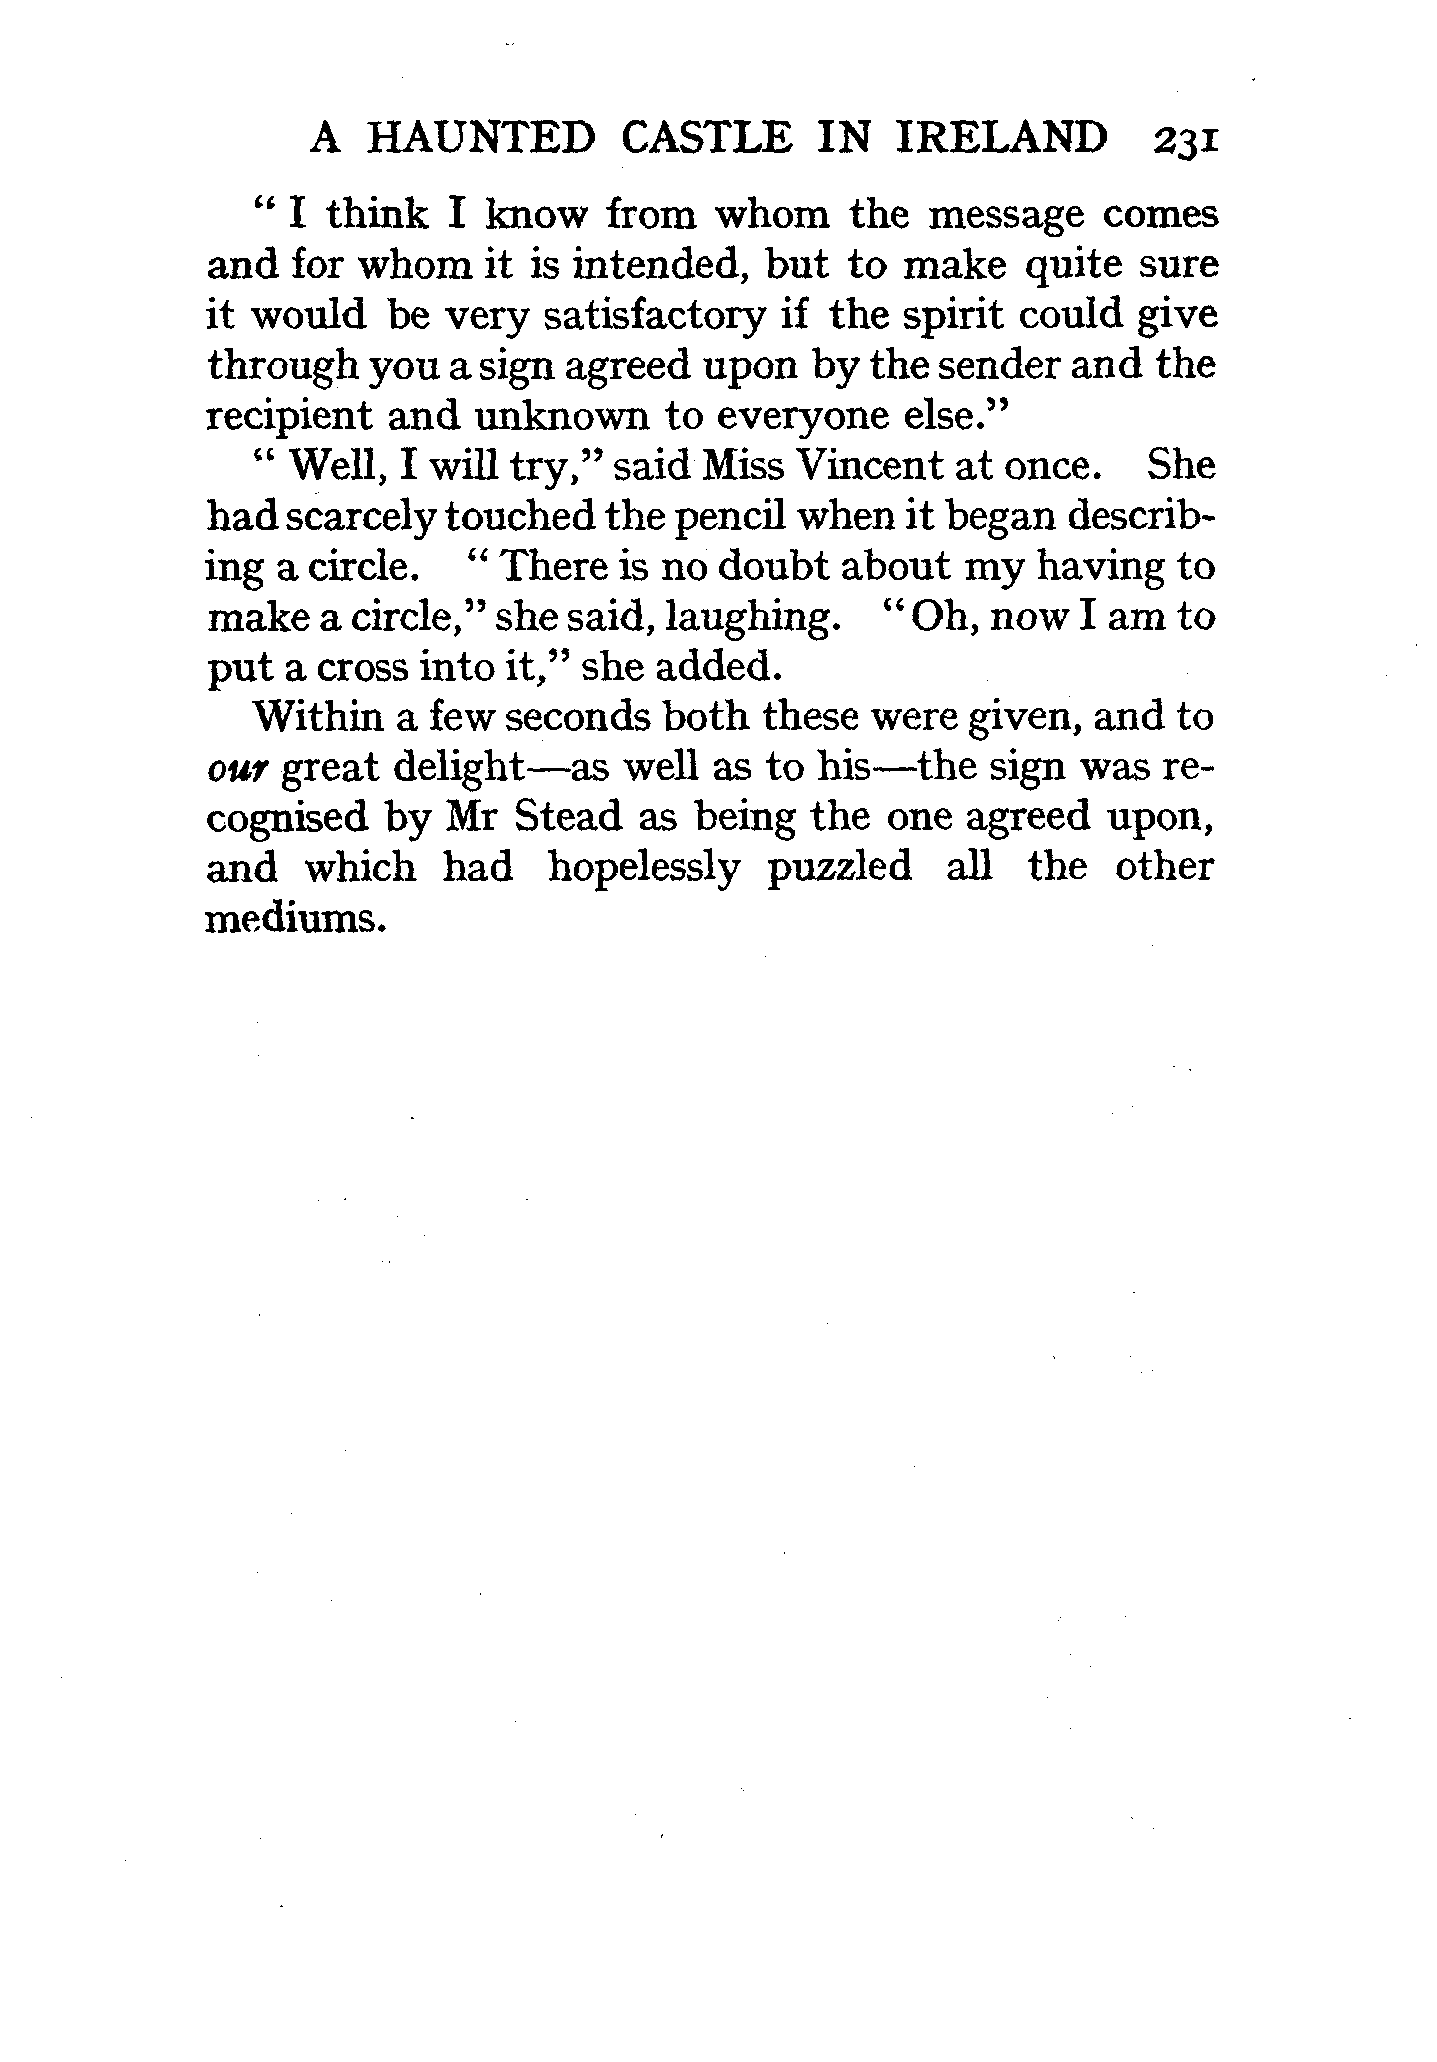 A HAUNTED CASTLE IN IRELAND 231
“ I think I know from whom the message comes
and for whom it is intended, but to make quite sure
it would be very satisfactory if the spirit could give
through you a sign agreed upon by the sender and the
recipient and unknown to everyone else.”
“ Well, I will try,” said Miss Vincent at once. She
had scarcely touched the pencil when it began describ-
ing a circle. “ There is no doubt about my having to
make a circle,” she said, laughing. “ Oh, now I am to
put a cross into it,” she added.
Within a few seconds both these were given, and to
our great delight—as well as to his—the sign was re-
cognised by Mr Stead as being the one agreed upon,
and which had hopelessly puzzled all the other
mediums.